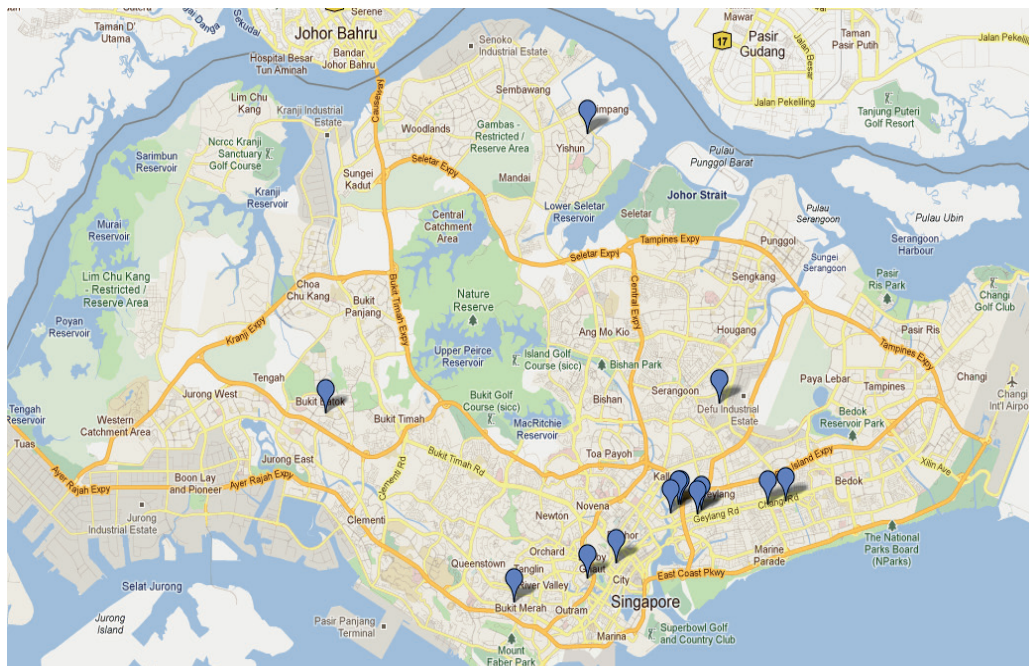 Taman D'
Utama
Sekudai
Serene
Johor Bahru
Bandar
Johor Bahru
Hospital Besar
Tun Aminah
Senoko
Industrial Estate
Causeway
17
Mawar
Pasir
Gudang
Taman
Pasir Putih
Jalan Besar
Jalan Pekeliling
Jalan Pekeliling
Tanjung Puteri
Golf Resort
Lim Chu
Kang
Kranji Industrial
Estate
Sembawang
Woodlands
Gambas -
Restricted /
Reserve Area
Yishun
Ncrcc Kranji
Sanctuary
Golf Course
Sarimbun
Reservoir
Sungei
Kadut
Seletar Expy
Mandai
Kranji
Reservoir
Pulau
Punggol Barat
Murai
Reservoir
Central
Catchment
Area
Lower Seletar
Reservoir
Seletar
Johor Strait
Pulau
Serangoon
Pulau Ubin
Serangoon
Harbour
Seletar Expy
Tampines Expy
Punggol
Sungei
Serangoon
Lim Chu Kang
- Restricted /
Reserve Area
Choa
Chu Kang
Bukit
Panjang
Bukit Timah Expy
Nature
Reserve
Central Expy
Sengkang
Pasir
Ris Park
Changi
Golf Club
Poyan
Reservoir
Kranji Expy
Ang Mo Kio
Hougang
Pasir Ris
Upper Peirce
Reservoir
Island Golf
Course (sicc)
Bishan Park
Tampines Expy
Tengah
Jurong West
Bukit Golf
Course (sicc)
Bishan
Serangoon
Paya Lebar
Tampines
Changi
Changi
Int'l Airpo
Tengah
Reservoir
Western
Catchment Area
Bukit Timah
MacRitchie
Reservoir
Defu Industrial
Estate
Bedok
Reservoir Park
Tuas
Ayer Rajah Expy
Jurong East
Clementi Rd
Bukit Timah Rd
Toa Payoh
Island Expy
Xilin Ave
Boon Lay
and Pioneer
Ayer Rajah Expy
Bedok
Jurong
Industrial Estate
Clementi
Newton
Novena
Geylang Rd
The National
Parks Board
(NParks)
Queenstown
Orchard
Tanglin
River Valley
City
Marine
Parade
East Coast Pkwy
Selat Jurong
Bukit Merah
Outram
Singapore
Jurong
Island
Pasir Panjang
Terminal
Marina
Superbowl Golf
and Country Club
Mount
Faber Park